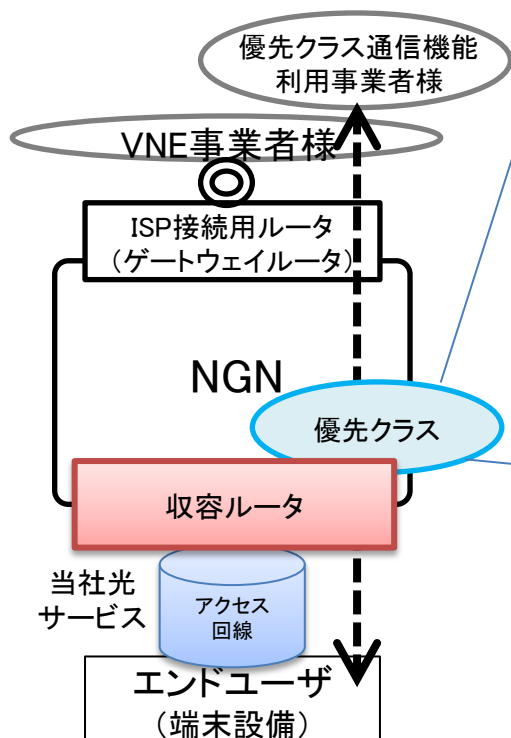 優先クラス通信機能
利用事業者様
VNE事業者様
ISP接続用ルータ
（ゲートウェイルータ）
NGN
優先クラス
収容ルータ
当社光
サービス
アクセス
回線
エンドユーザ
（端末設備）